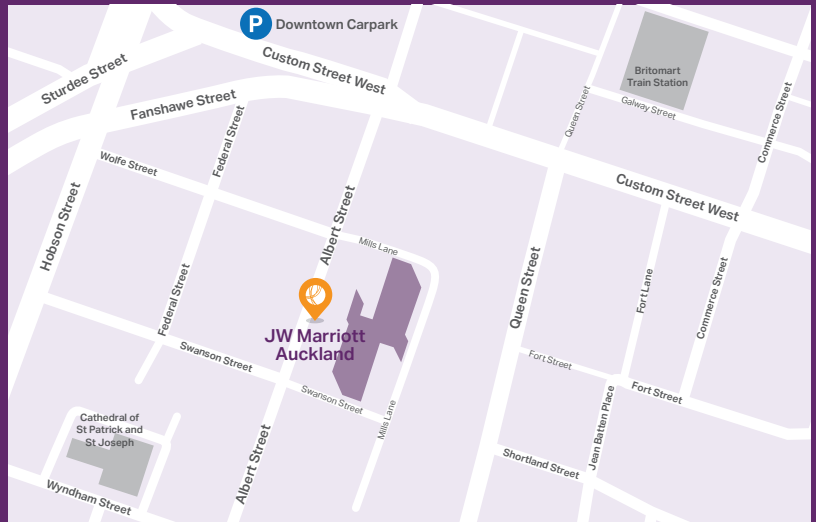 P Downtown Carpark
Custom Street West
Sturdee Street
Fanshawe Street
Britomart
Train Station
Galway Street
Queen Street
Commerce Street
Federal Street
Wolfe Street
Custom Street West
Hobson Street
Albert Street
Mills Lane
Queen Street
Fort Lane
Commerce Street
Federal Street
JW Marriott
Auckland
Swanson Street
Fort Street
Fort Street
Swanson Street
Mills Lane
Jean Batten Place
Cathedral of
St Patrick and
St Joseph
Albert Street
Shortland Street
Wyndham Street